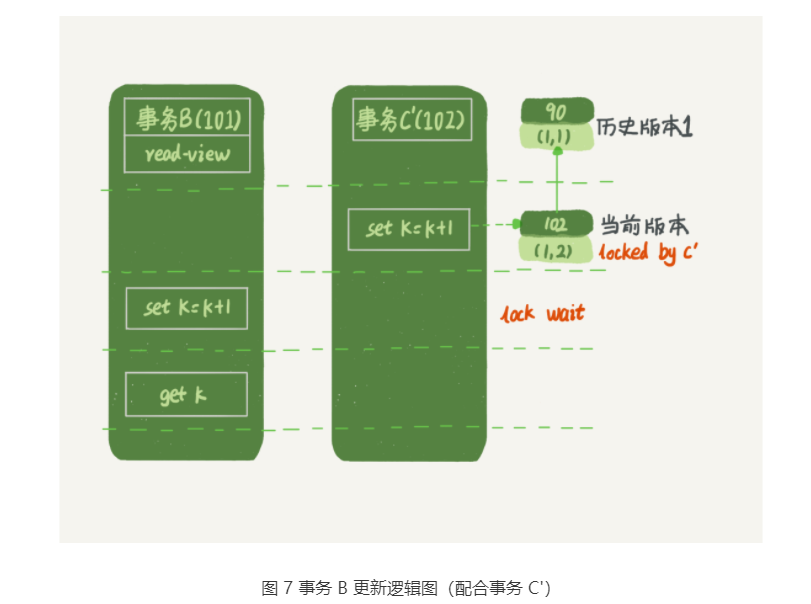 事务B(101)
read-view
事务C'(102)
90
(1,1)
历史版本1
set k=k+1
102
(1,2)
当前版本
locked by c'
set k=k+1
lock wait
get k
图 7 事务 B 更新逻辑图（配合事务 C'）